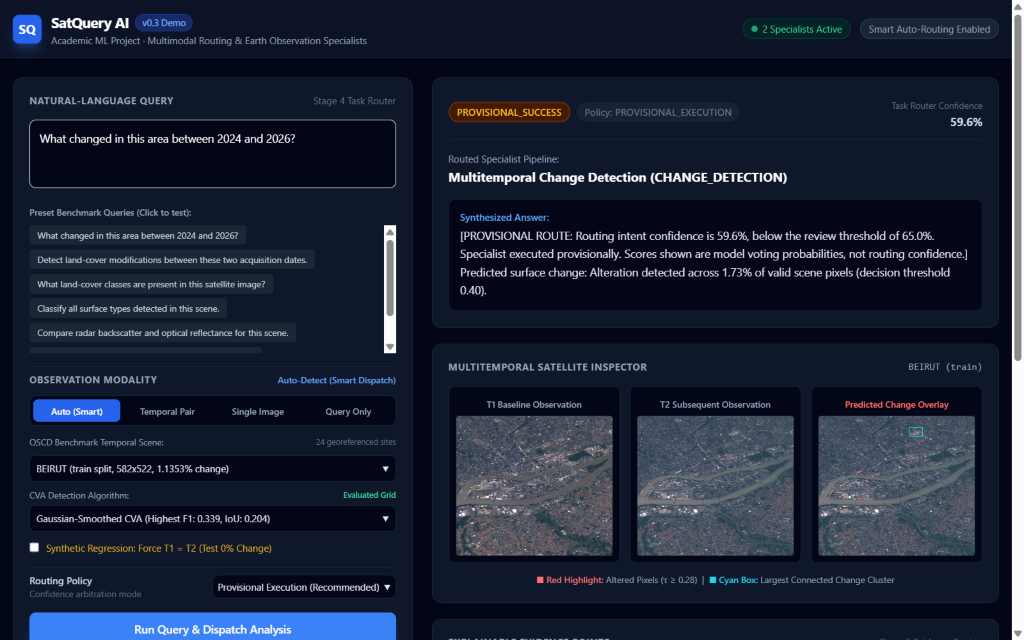 SQ
SatQuery AI v0.3 Demo
Academic ML Project · Multimodal Routing & Earth Observation Specialists
2 Specialists Active
Smart Auto-Routing Enabled
NATURAL-LANGUAGE QUERY
Stage 4 Task Router
What changed in this area between 2024 and 2026?
Preset Benchmark Queries (Click to test):
What changed in this area between 2024 and 2026?
Detect land-cover modifications between these two acquisition dates.
What land-cover classes are present in this satellite image?
Classify all surface types detected in this scene.
Compare radar backscatter and optical reflectance for this scene.
OBSERVATION MODALITY
Auto-Detect (Smart Dispatch)
Auto (Smart) Temporal Pair Single Image Query Only
OSCD Benchmark Temporal Scene:
24 georeferenced sites
BEIRUT (train split, 582x522, 1.1353% change)
CVA Detection Algorithm:
Evaluated Grid
Gaussian-Smoothed CVA (Highest F1: 0.339, IoU: 0.204)
Synthetic Regression: Force T1 = T2 (Test 0% Change)
Routing Policy
Confidence arbitration mode
Provisional Execution (Recommended)
Run Query & Dispatch Analysis
PROVISIONAL_SUCCESS
Policy: PROVISIONAL_EXECUTION
Task Router Confidence
59.6%
Routed Specialist Pipeline:
Multitemporal Change Detection (CHANGE_DETECTION)
Synthesized Answer:
[PROVISIONAL ROUTE: Routing intent confidence is 59.6%, below the review threshold of 65.0%.
Specialist executed provisionally. Scores shown are model voting probabilities, not routing confidence.]
Predicted surface change: Alteration detected across 1.73% of valid scene pixels (decision threshold
0.40).
MULTITEMPORAL SATELLITE INSPECTOR
BEIRUT (train)
T1 Baseline Observation
T2 Subsequent Observation
Predicted Change Overlay
Red Highlight: Altered Pixels (τ ≥ 0.28) | Cyan Box: Largest Connected Change Cluster